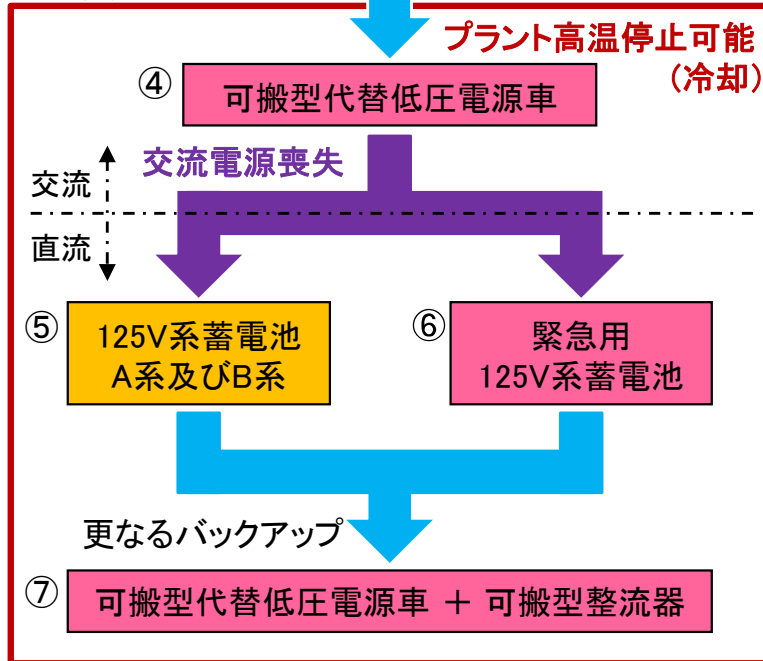 プラント高温停止可能
(冷却)
④
可搬型代替低圧電源車
交流電源喪失
交流
直流
⑤
125V系蓄電池
A系及びB系
⑥
緊急用
125V系蓄電池
更なるバックアップ
⑦
可搬型代替低圧電源車 + 可搬型整流器